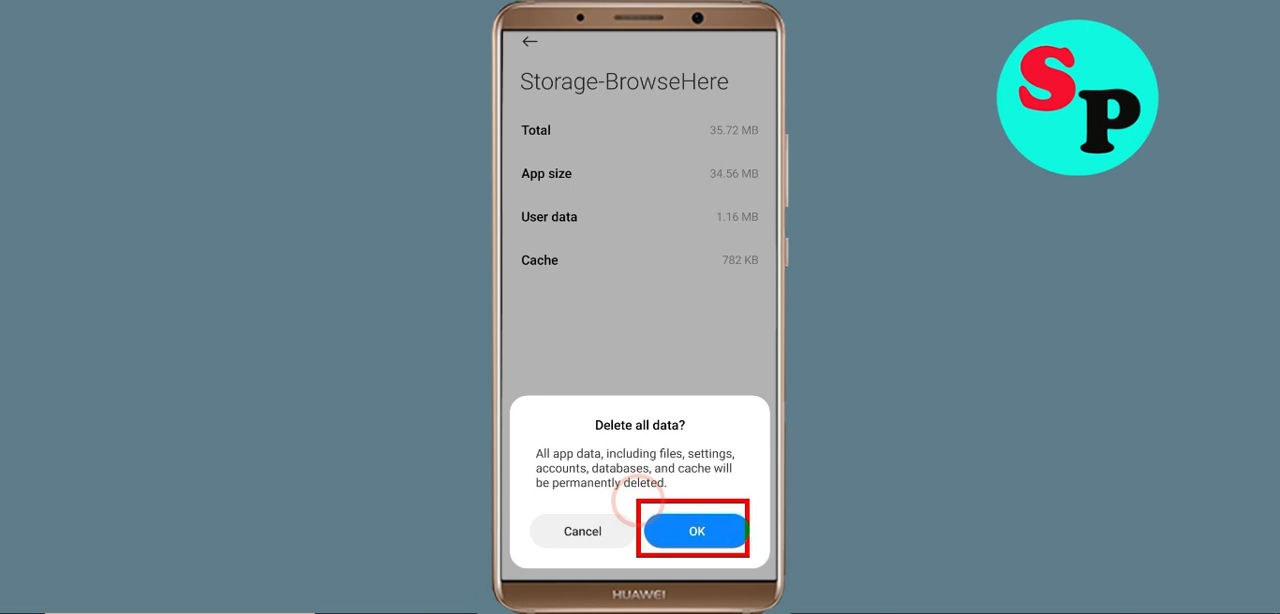 Storage-BrowseHere
Total 35.72 MB
App size 34.56 MB
User data 1.16 MB
Cache 782 KB
Delete all data?
All app data, including files, settings,
accounts, databases, and cache will
be permanently deleted.
Cancel OK
HUAWEI
SP